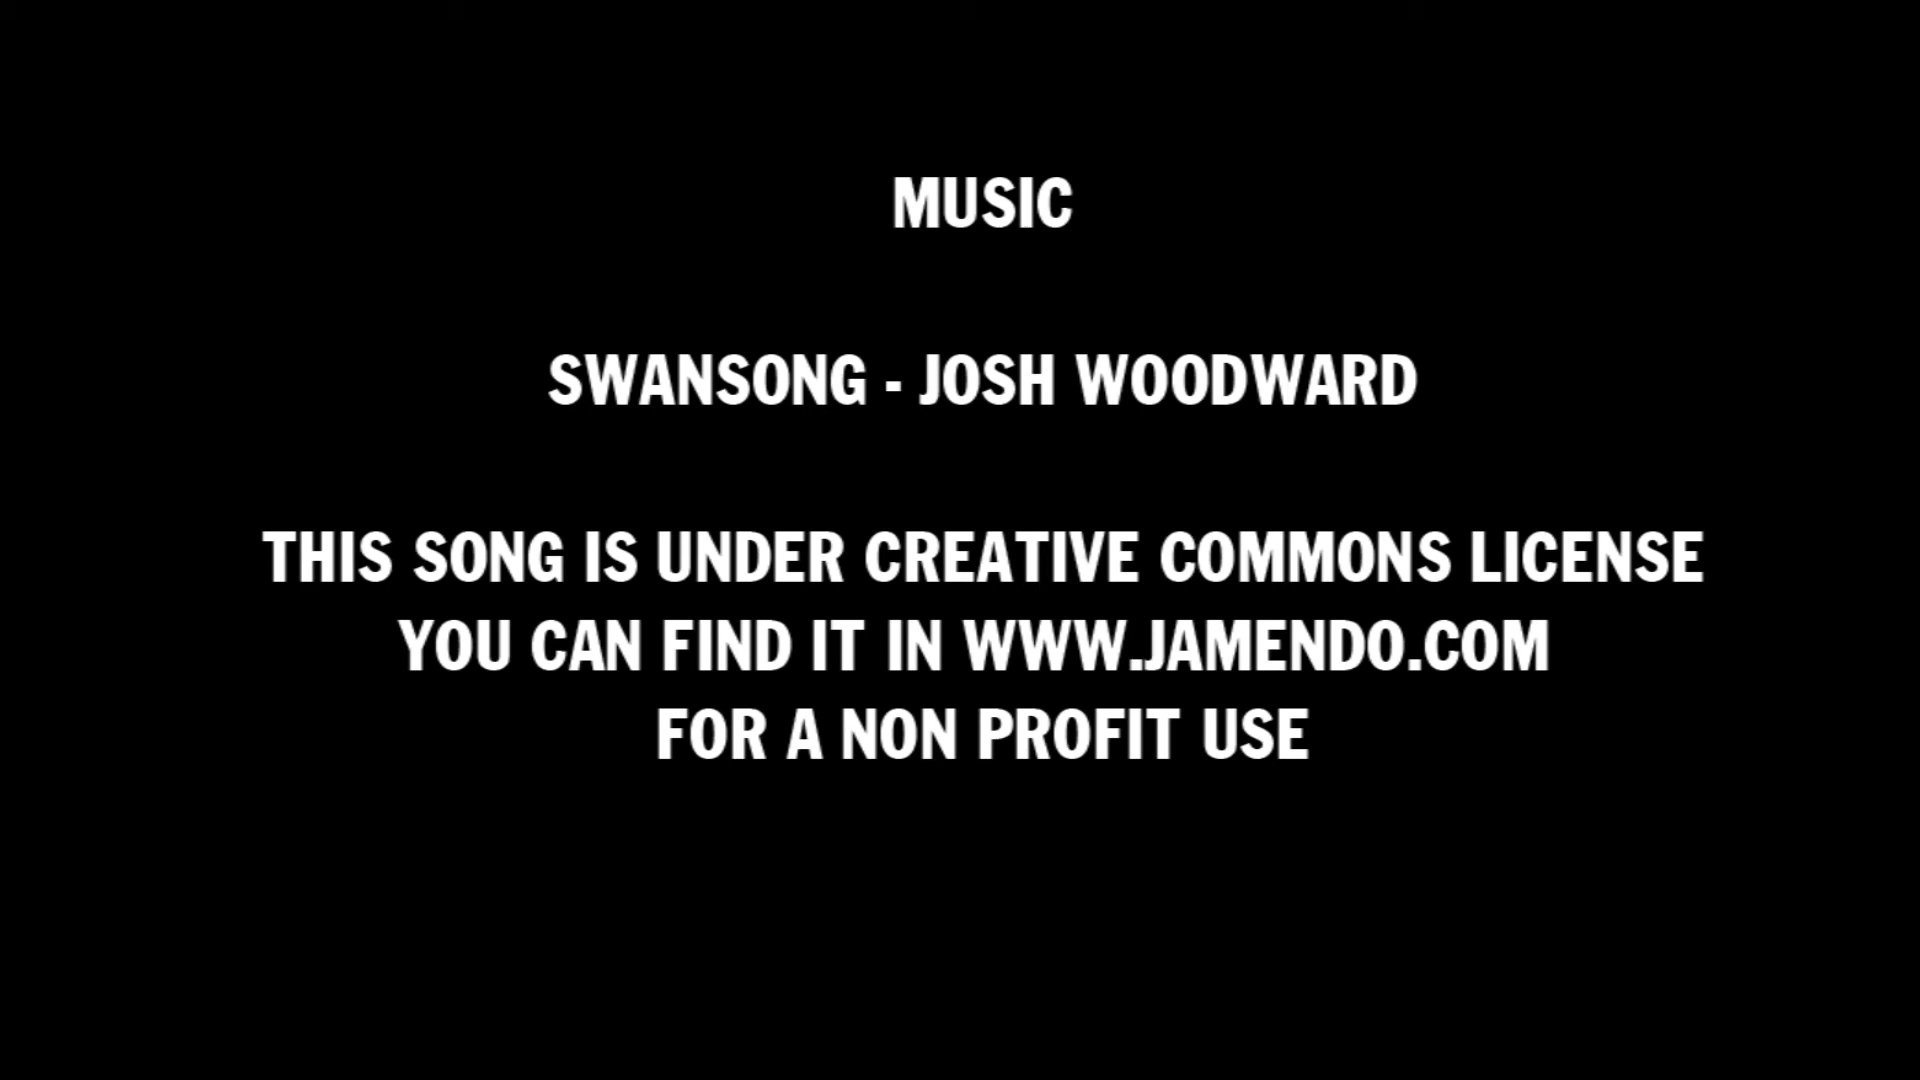 MUSIC
SWANSONG - JOSH WOODWARD
THIS SONG IS UNDER CREATIVE COMMONS LICENSE
YOU CAN FIND IT IN WWW.JAMENDO.COM
FOR A NON PROFIT USE